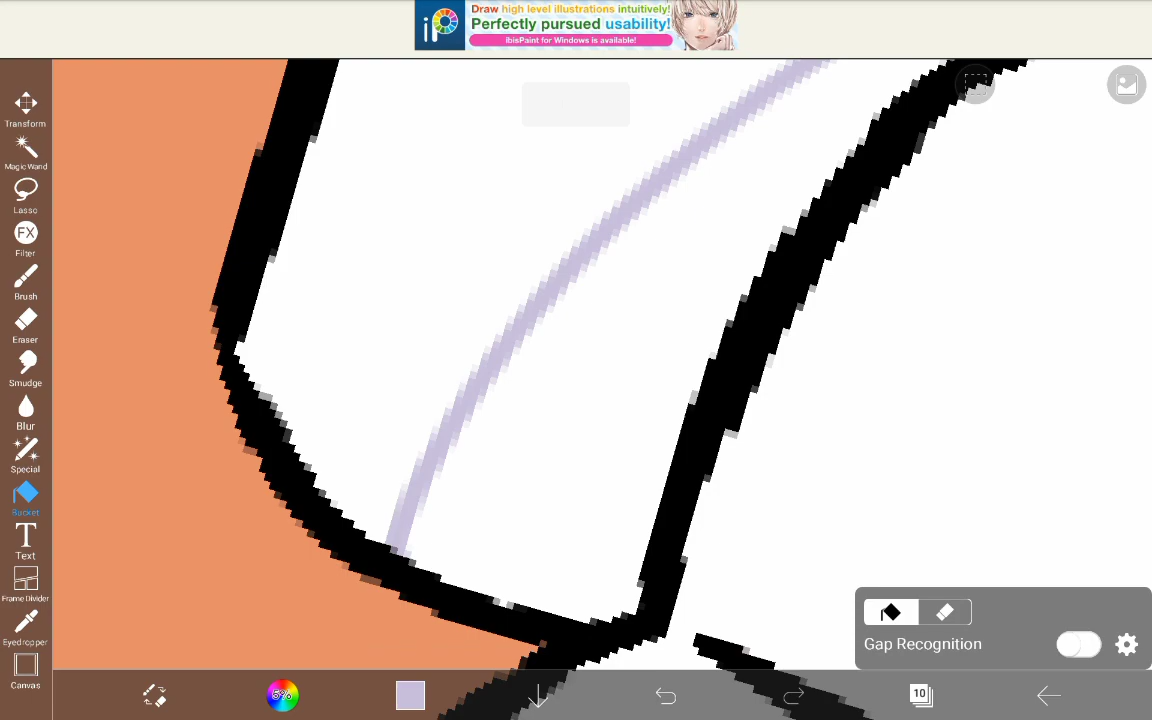 Draw high level illustrations intuitively!
Perfectly pursued usability!
ibisPaint for Windows is available!
iP
Transform
Magic Wand
Lasso
FX
Filter
Brush
Eraser
Smudge
Blur
Special
Bucket
T
Text
Frame Divider
Eyedropper
Canvas
Gap Recognition
5%
10